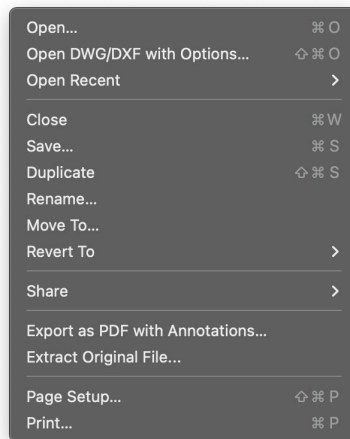 Open... ⌘ O
Open DWG/DXF with Options... ⇧ ⌘ O
Open Recent >
Close ⌘ W
Save... ⌘ S
Duplicate ⇧ ⌘ S
Rename...
Move To...
Revert To >
Share >
Export as PDF with Annotations...
Extract Original File...
Page Setup... ⇧ ⌘ P
Print... ⌘ P